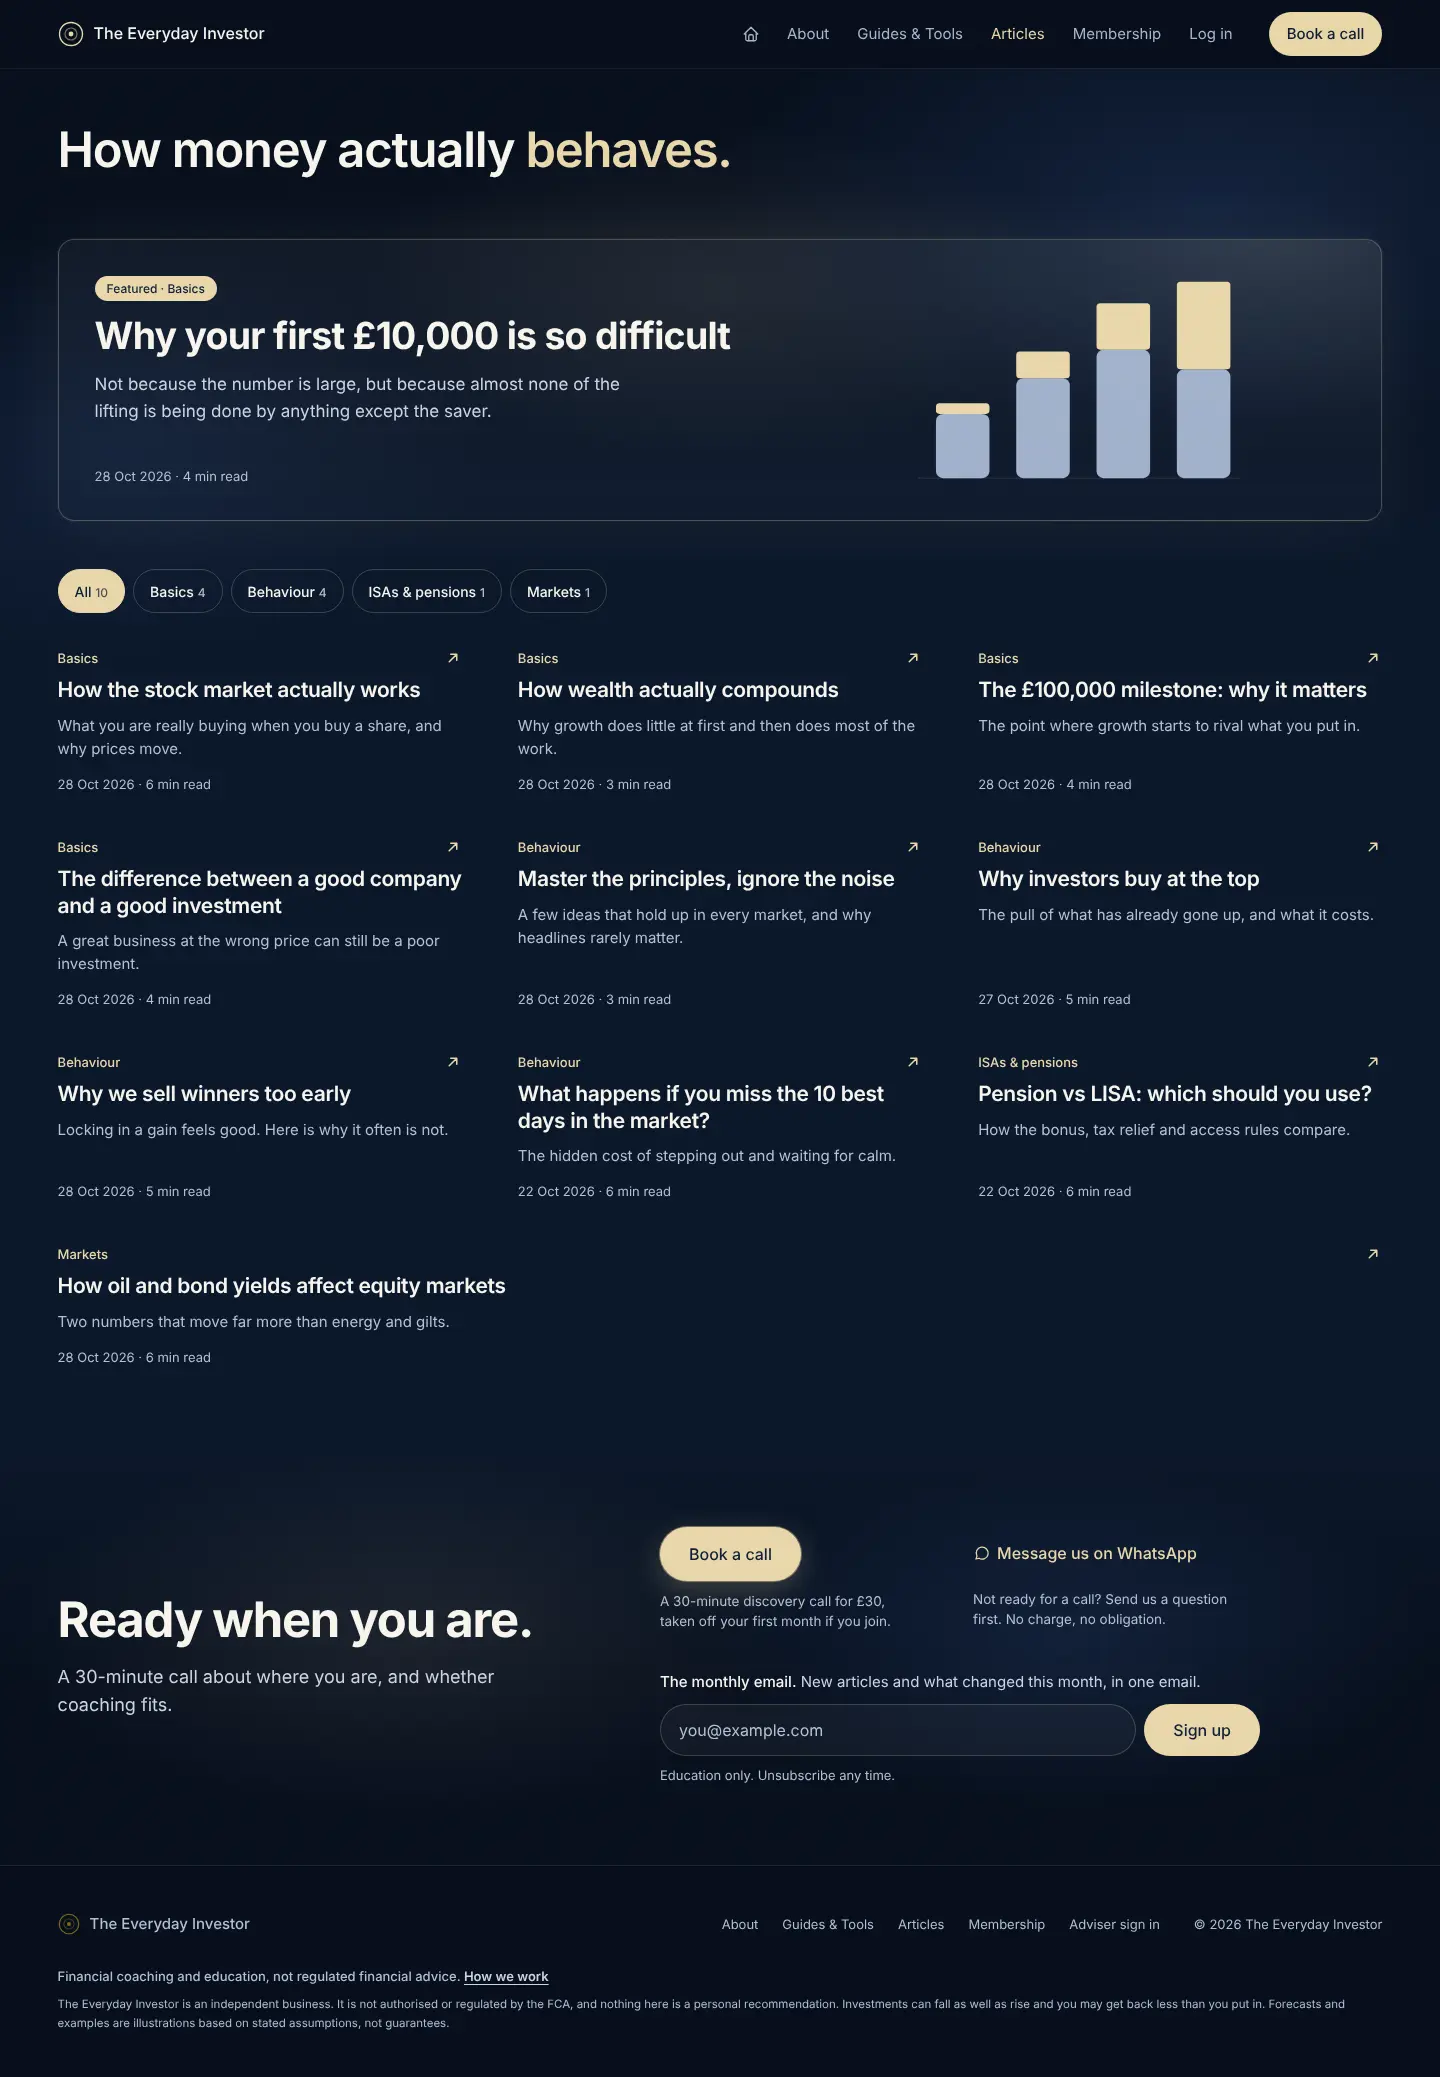 The Everyday Investor
About
Guides & Tools
Articles
Membership
Log in
Book a call
How money actually behaves.
Featured · Basics
Why your first £10,000 is so difficult
Not because the number is large, but because almost none of the
lifting is being done by anything except the saver.
28 Oct 2026 · 4 min read
All 10
Basics 4
Behaviour 4
ISAs & pensions 1
Markets 1
Basics
How the stock market actually works
What you are really buying when you buy a share, and
why prices move.
28 Oct 2026 · 6 min read
Basics
How wealth actually compounds
Why growth does little at first and then does most of the
work.
28 Oct 2026 · 3 min read
Basics
The £100,000 milestone: why it matters
The point where growth starts to rival what you put in.
28 Oct 2026 · 4 min read
Basics
The difference between a good company
and a good investment
A great business at the wrong price can still be a poor
investment.
28 Oct 2026 · 4 min read
Behaviour
Master the principles, ignore the noise
A few ideas that hold up in every market, and why
headlines rarely matter.
28 Oct 2026 · 3 min read
Behaviour
Why investors buy at the top
The pull of what has already gone up, and what it costs.
27 Oct 2026 · 5 min read
Behaviour
Why we sell winners too early
Locking in a gain feels good. Here is why it often is not.
28 Oct 2026 · 5 min read
Behaviour
What happens if you miss the 10 best
days in the market?
The hidden cost of stepping out and waiting for calm.
22 Oct 2026 · 6 min read
ISAs & pensions
Pension vs LISA: which should you use?
How the bonus, tax relief and access rules compare.
22 Oct 2026 · 6 min read
Markets
How oil and bond yields affect equity markets
Two numbers that move far more than energy and gilts.
28 Oct 2026 · 6 min read
Ready when you are.
A 30-minute call about where you are, and whether
coaching fits.
Book a call
A 30-minute discovery call for £30,
taken off your first month if you join.
Message us on WhatsApp
Not ready for a call? Send us a question
first. No charge, no obligation.
The monthly email. New articles and what changed this month, in one email.
you@example.com
Sign up
Education only. Unsubscribe any time.
The Everyday Investor
About
Guides & Tools
Articles
Membership
Adviser sign in
© 2026 The Everyday Investor
Financial coaching and education, not regulated financial advice. How we work
The Everyday Investor is an independent business. It is not authorised or regulated by the FCA, and nothing here is a personal recommendation. Investments can fall as well as rise and you may get back less than you put in. Forecasts and
examples are illustrations based on stated assumptions, not guarantees.